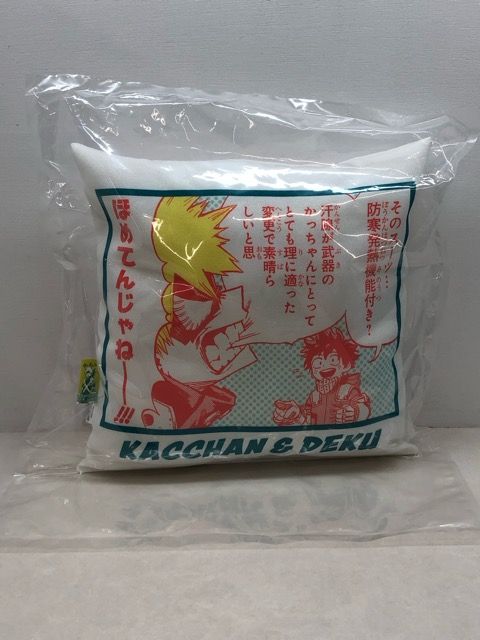 そのスーツ…
防寒発熱機能付き?
汗腺が武器の
かっちゃんにとって
とても理に適った
変更で素晴ら
しいと思
ほめてんじゃねーー!!!
KACCHAN & DEKU